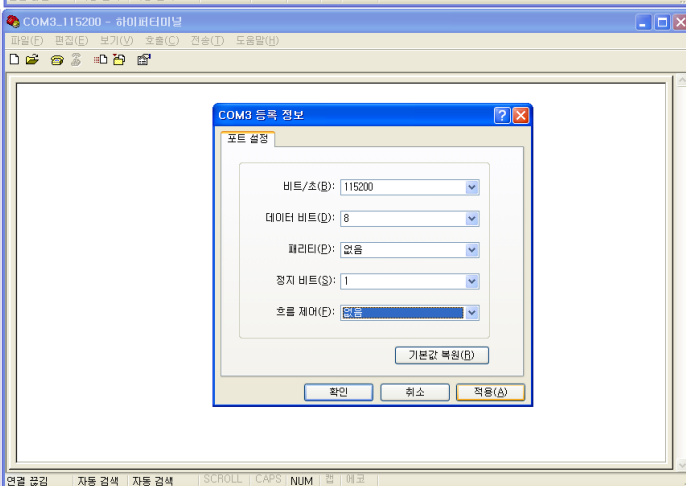 COM3_115200 - 하이퍼터미널
파일(F) 편집(E) 보기(V) 호출(C) 전송(T) 도움말(H)
COM3 등록 정보
포트 설정
비트/초(B): 115200
데이터 비트(D): 8
패리티(P): 없음
정지 비트(S): 1
흐름 제어(F): 없음
기본값 복원(R)
확인 취소 적용(A)
연결 끊김 자동 검색 자동 검색 SCROLL CAPS NUM 캡 에코